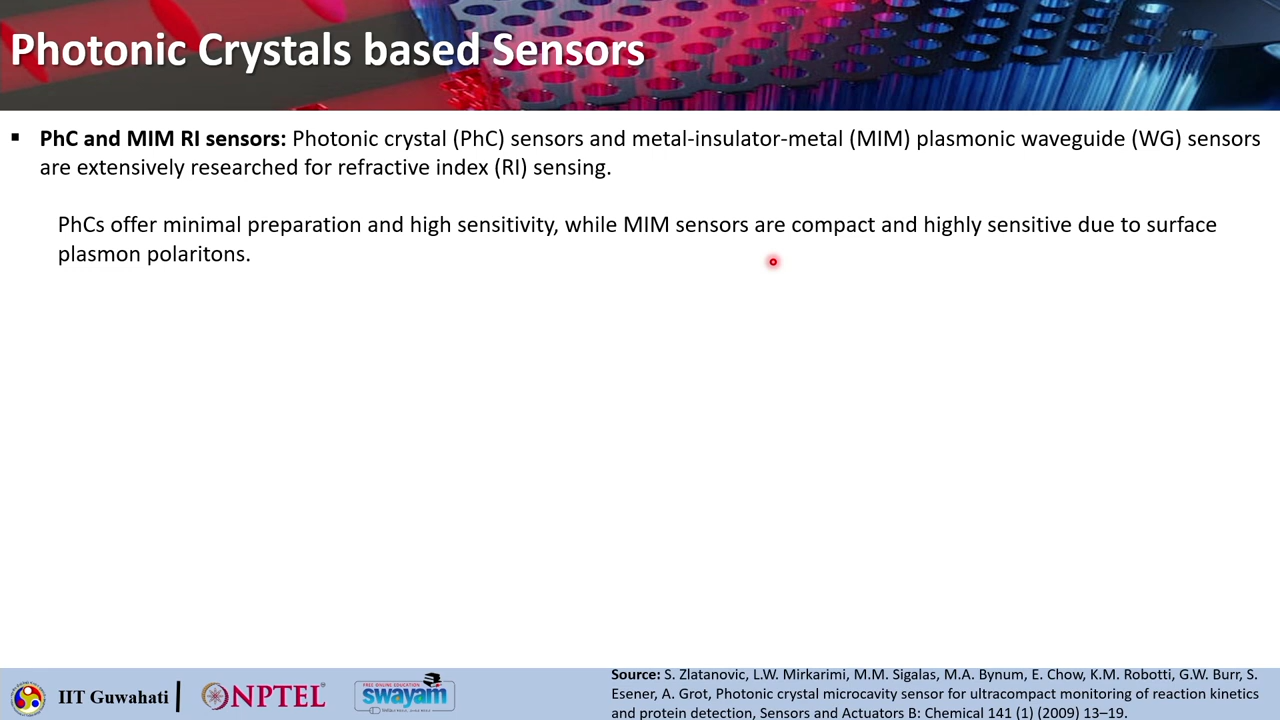 Photonic Crystals based Sensors
▪ PhC and MIM RI sensors: Photonic crystal (PhC) sensors and metal-insulator-metal (MIM) plasmonic waveguide (WG) sensors
are extensively researched for refractive index (RI) sensing.
PhCs offer minimal preparation and high sensitivity, while MIM sensors are compact and highly sensitive due to surface
plasmon polaritons.
IIT Guwahati
NPTEL
FREE ONLINE EDUCATION
swayam
Source: S. Zlatanovic, L.W. Mirkarimi, M.M. Sigalas, M.A. Bynum, E. Chow, K.M. Robotti, G.W. Burr, S.
Esener, A. Grot, Photonic crystal microcavity sensor for ultracompact monitoring of reaction kinetics
and protein detection, Sensors and Actuators B: Chemical 141 (1) (2009) 13–19.